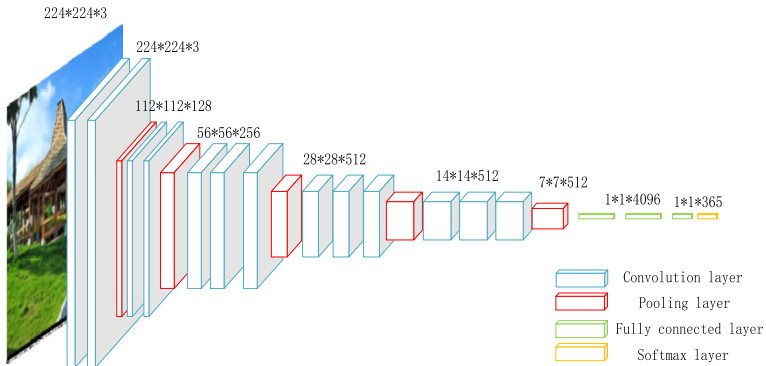 224*224*3
224*224*3
112*112*128
56*56*256
28*28*512
14*14*512
7*7*512
1*1*4096
1*1*365
Convolution layer
Pooling layer
Fully connected layer
Softmax layer